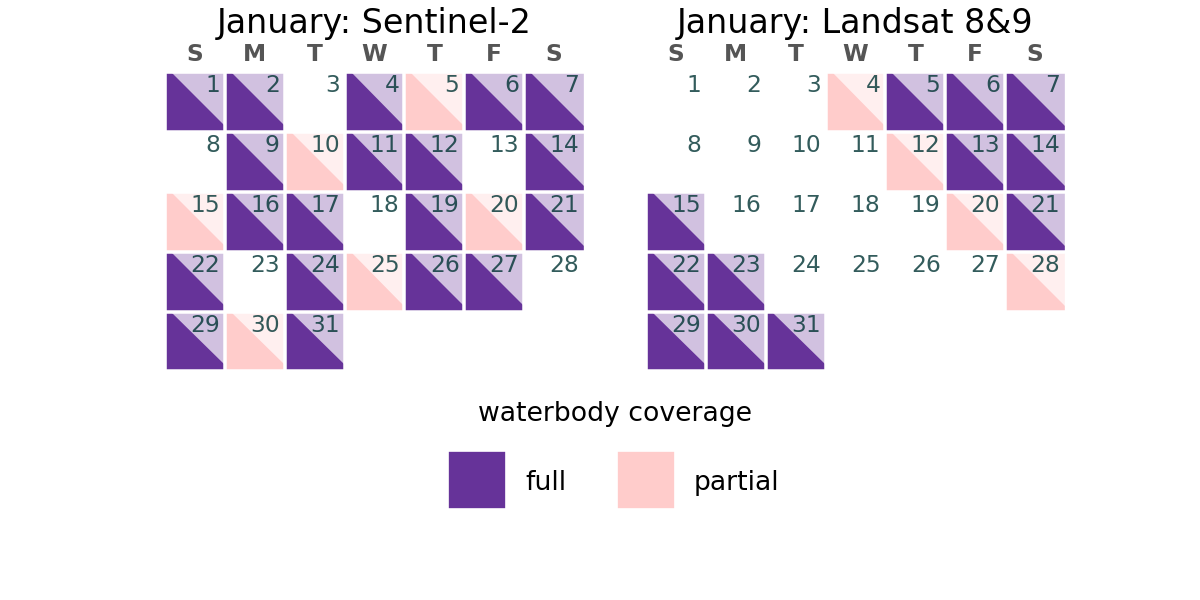 January: Sentinel-2
S M T W T F S
1 2 3 4 5 6 7
8 9 10 11 12 13 14
15 16 17 18 19 20 21
22 23 24 25 26 27 28
29 30 31
January: Landsat 8&9
S M T W T F S
1 2 3 4 5 6 7
8 9 10 11 12 13 14
15 16 17 18 19 20 21
22 23 24 25 26 27 28
29 30 31
waterbody coverage
full partial